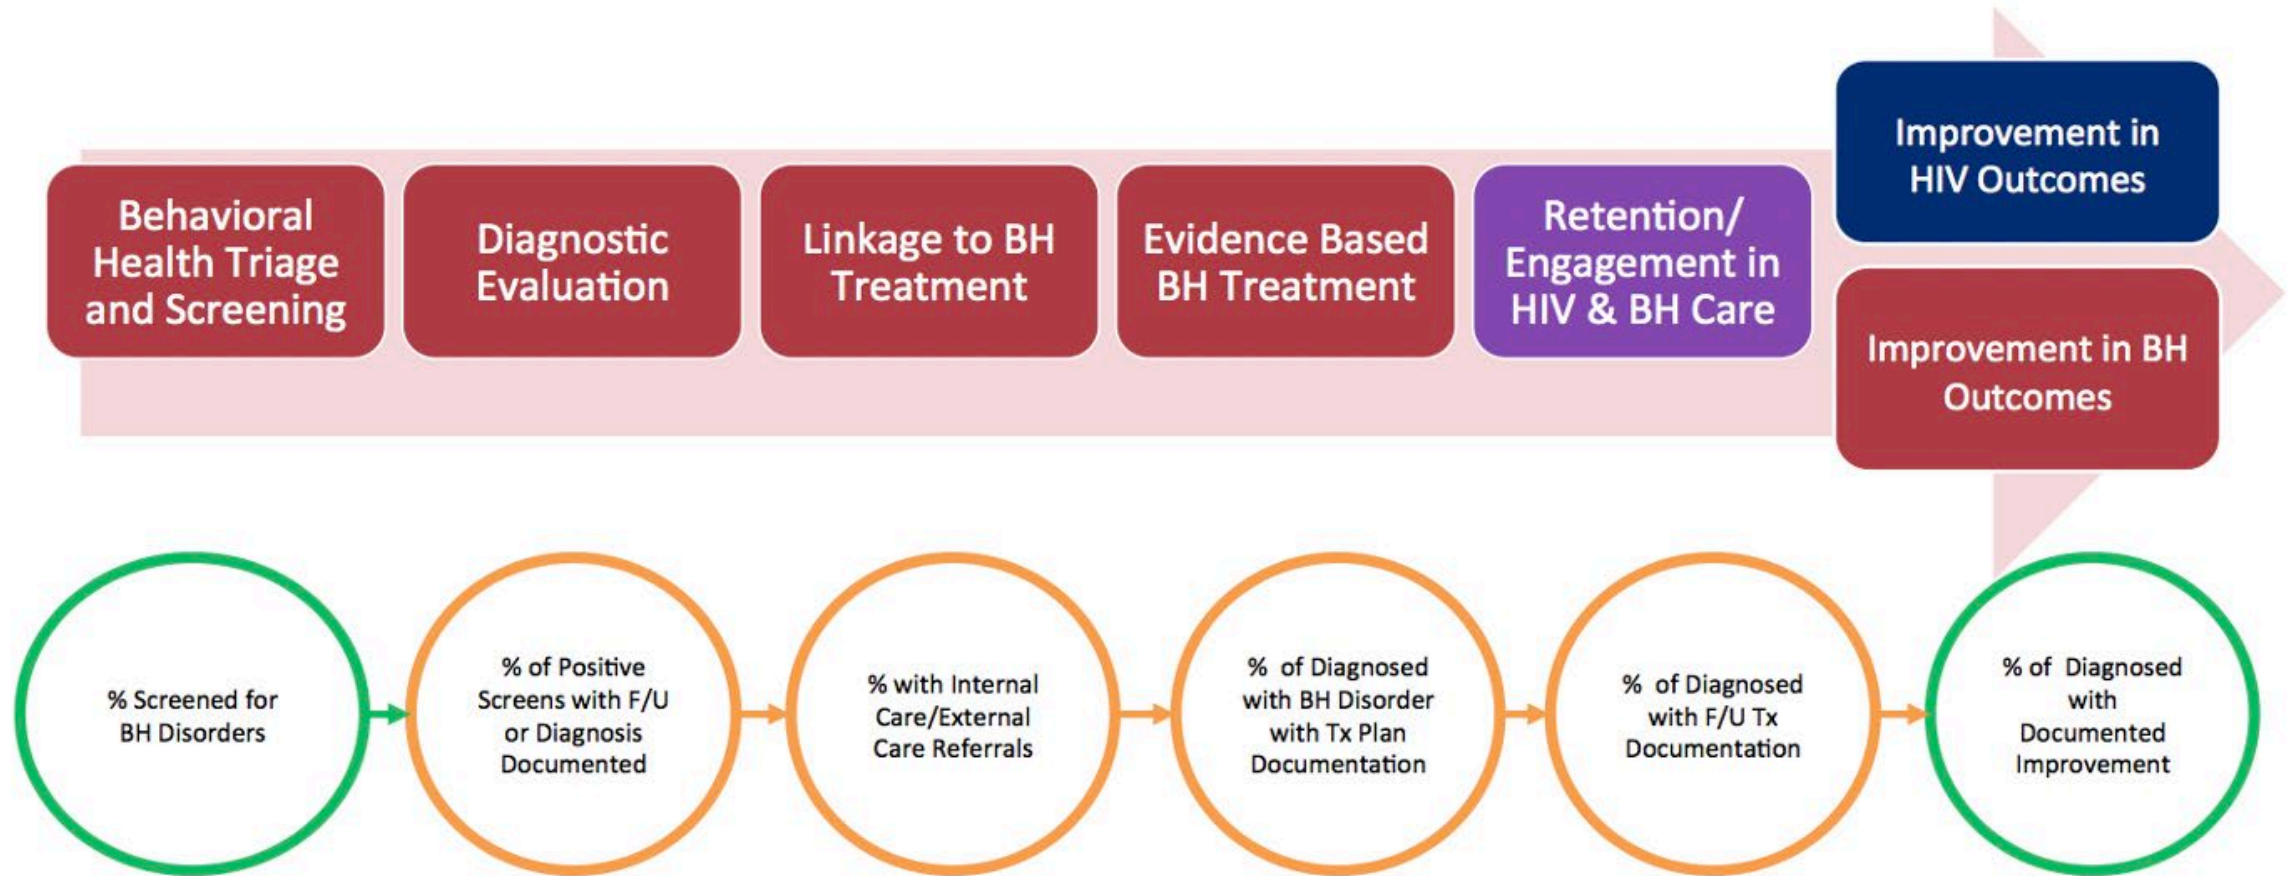 Behavioral
Health Triage
and Screening
Diagnostic
Evaluation
Linkage to BH
Treatment
Evidence Based
BH Treatment
Retention/
Engagement in
HIV & BH Care
Improvement in
HIV Outcomes
Improvement in BH
Outcomes
% Screened for
BH Disorders
% of Positive
Screens with F/U
or Diagnosis
Documented
% with Internal
Care/External
Care Referrals
% of Diagnosed
with BH Disorder
with Tx Plan
Documentation
% of Diagnosed
with F/U Tx
Documentation
% of Diagnosed
with
Documented
Improvement